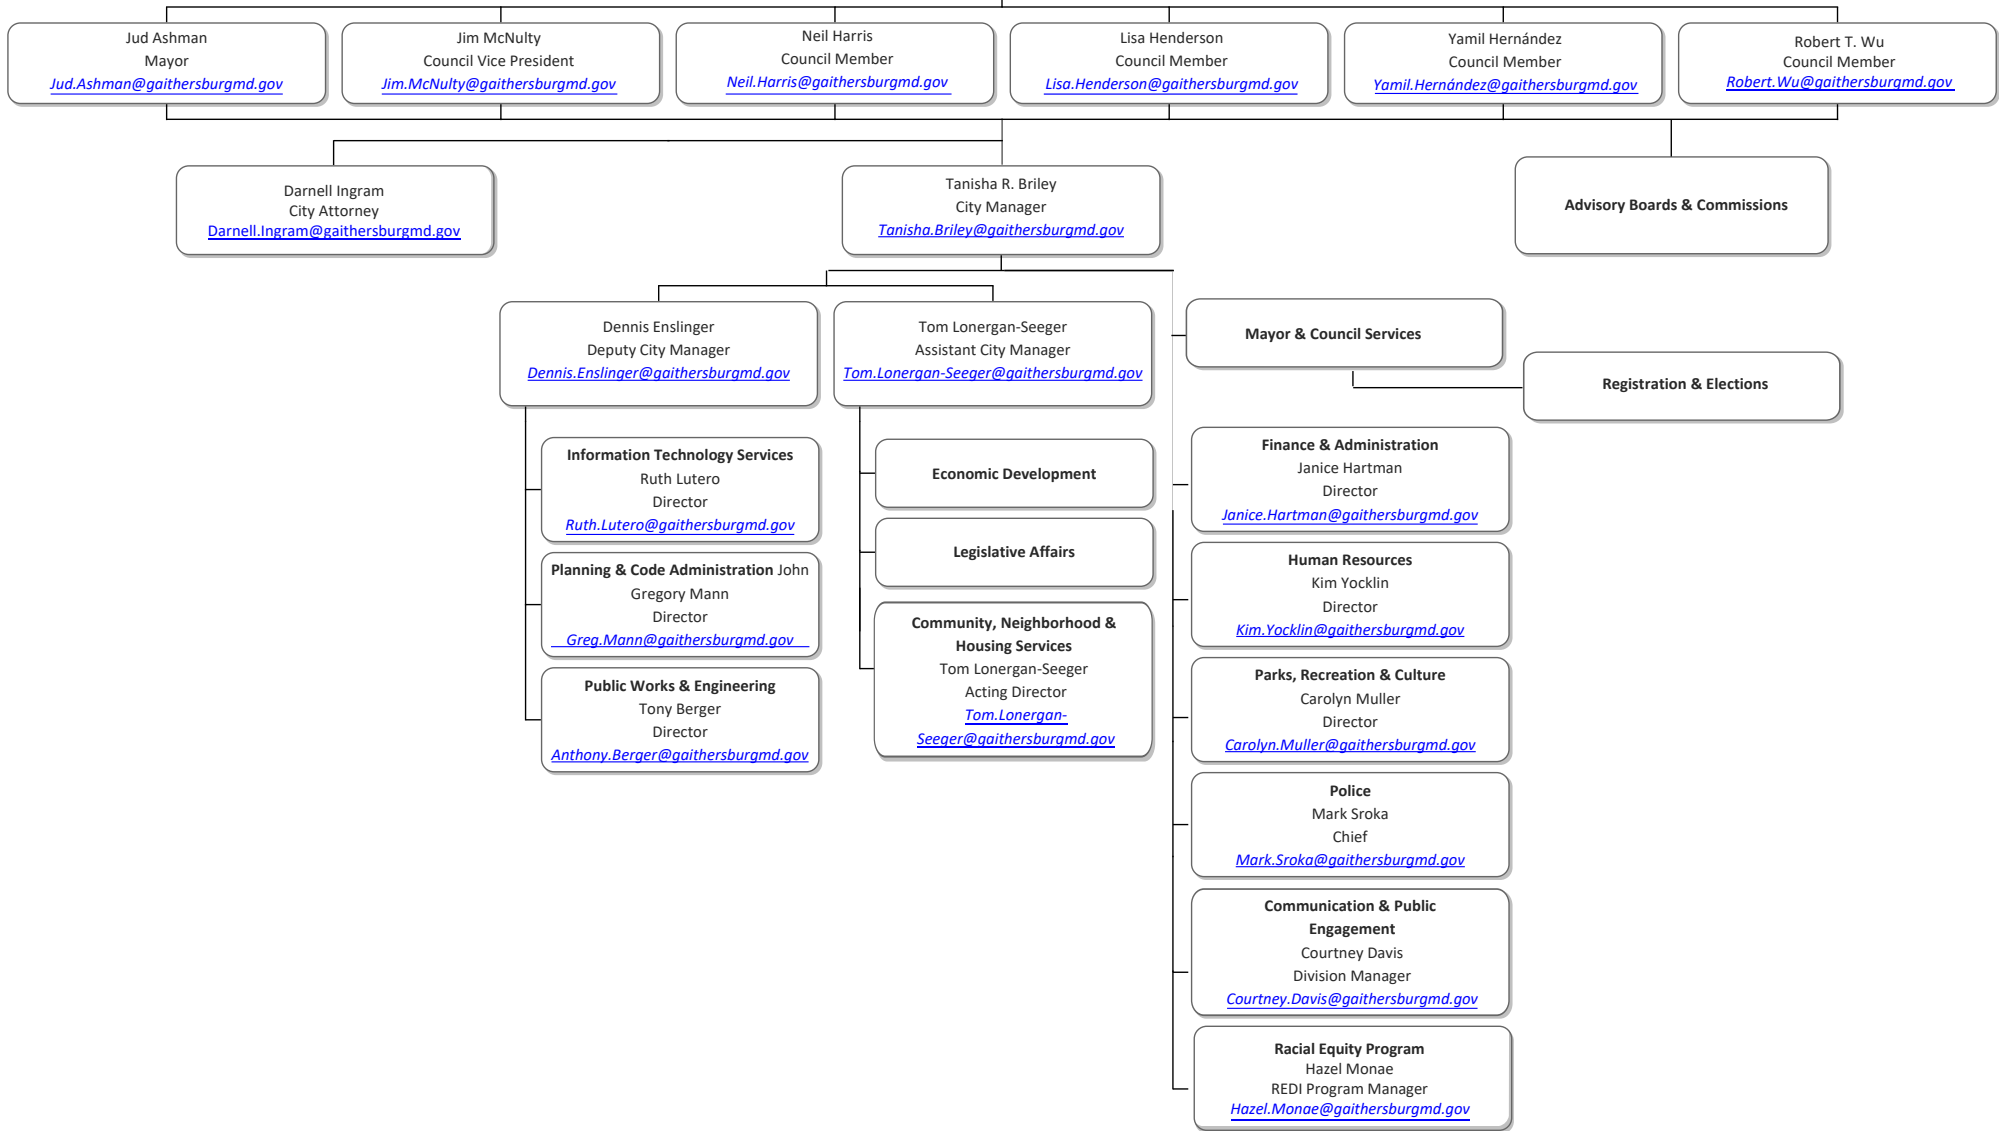 Jud Ashman
Mayor
Jud.Ashman@gaithersburgmd.gov
Jim McNulty
Council Vice President
Jim.McNulty@gaithersburgmd.gov
Neil Harris
Council Member
Neil.Harris@gaithersburgmd.gov
Lisa Henderson
Council Member
Lisa.Henderson@gaithersburgmd.gov
Yamil Hernández
Council Member
Yamil.Hernández@gaithersburgmd.gov
Robert T. Wu
Council Member
Robert.Wu@gaithersburgmd.gov
Darnell Ingram
City Attorney
Darnell.Ingram@gaithersburgmd.gov
Tanisha R. Briley
City Manager
Tanisha.Briley@gaithersburgmd.gov
Advisory Boards & Commissions
Dennis Enslinger
Deputy City Manager
Dennis.Enslinger@gaithersburgmd.gov
Tom Lonergan-Seeger
Assistant City Manager
Tom.Lonergan-Seeger@gaithersburgmd.gov
Mayor & Council Services
Registration & Elections
Information Technology Services
Ruth Lutero
Director
Ruth.Lutero@gaithersburgmd.gov
Planning & Code Administration John
Gregory Mann
Director
Greg.Mann@gaithersburgmd.gov
Public Works & Engineering
Tony Berger
Director
Anthony.Berger@gaithersburgmd.gov
Economic Development
Legislative Affairs
Community, Neighborhood &
Housing Services
Tom Lonergan-Seeger
Acting Director
Tom.Lonergan-
Seeger@gaithersburgmd.gov
Finance & Administration
Janice Hartman
Director
Janice.Hartman@gaithersburgmd.gov
Human Resources
Kim Yocklin
Director
Kim.Yocklin@gaithersburgmd.gov
Parks, Recreation & Culture
Carolyn Muller
Director
Carolyn.Muller@gaithersburgmd.gov
Police
Mark Sroka
Chief
Mark.Sroka@gaithersburgmd.gov
Communication & Public
Engagement
Courtney Davis
Division Manager
Courtney.Davis@gaithersburgmd.gov
Racial Equity Program
Hazel Monae
REDI Program Manager
Hazel.Monae@gaithersburgmd.gov